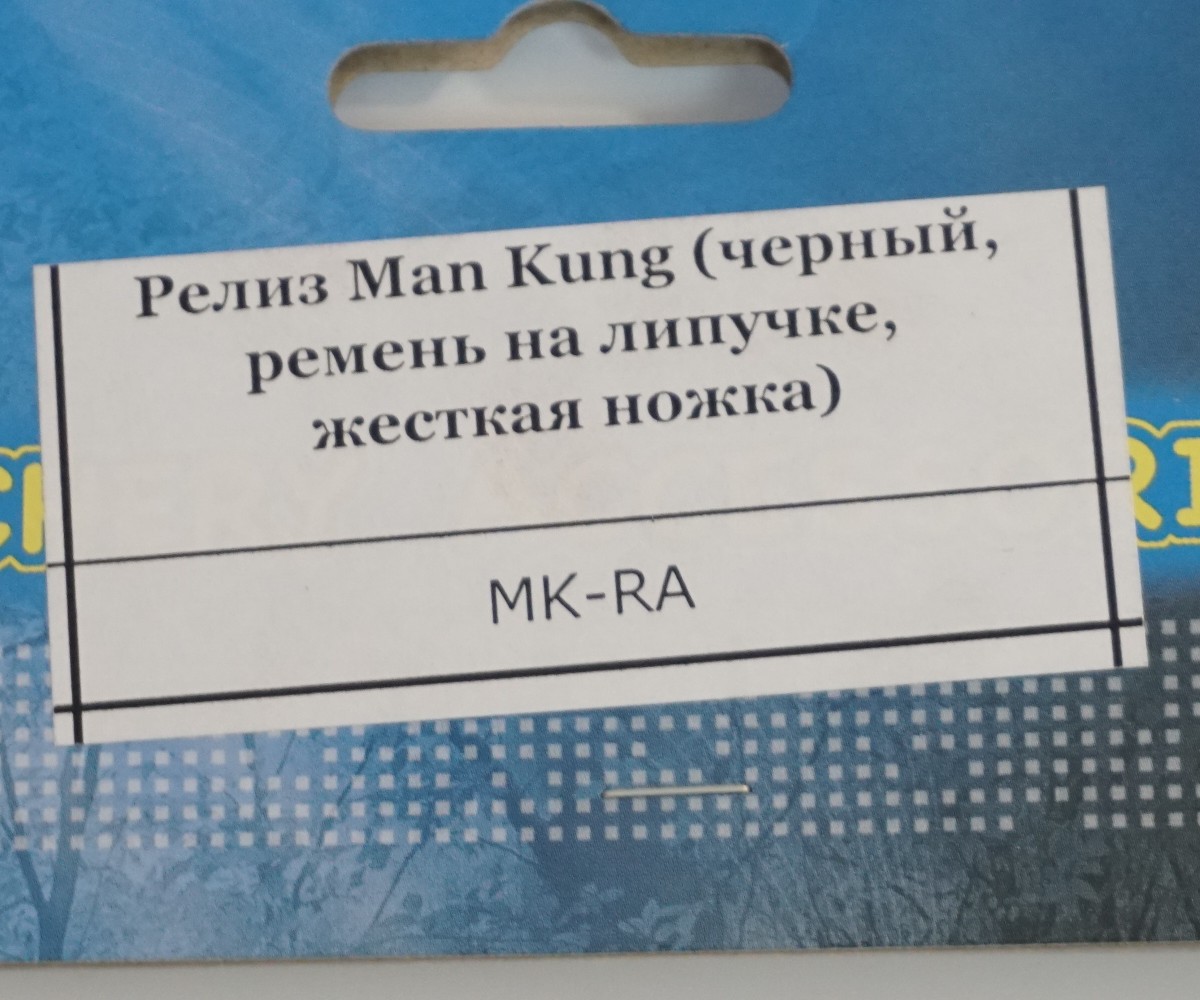 Релиз Man Kung (черный,
ремень на липучке,
жесткая ножка)
MK-RA